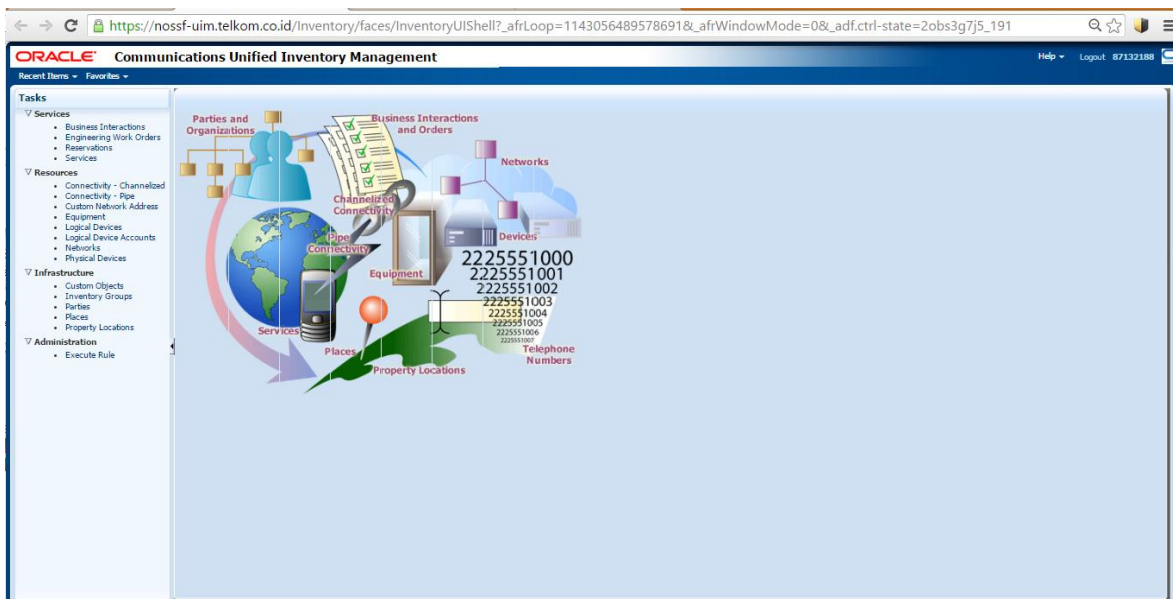 https://nossf-uim.telkom.co.id/Inventory/faces/InventoryUIShell?_afrLoop=1143056489578691&_afrWindowMode=0&_adf.ctrl-state=2obs3g7j5_191
ORACLE Communications Unified Inventory Management
Help Logout 87132188
Recent Items Favorites
Tasks
Services
Business Interactions
Engineering Work Orders
Reservations
Services
Resources
Connectivity - Channelized
Connectivity - Pipe
Custom Network Address
Equipment
Logical Devices
Logical Device Accounts
Networks
Physical Devices
Infrastructure
Custom Objects
Inventory Groups
Parties
Places
Property Locations
Administration
Execute Rule
Parties and
Organizations
Business Interactions
and Orders
Networks
Channelized
Connectivity
Pipe
Connectivity
Devices
Equipment
2225551000
2225551001
2225551002
2225551003
2225551004
2225551005
2225551006
2225551007
Services
Places
Telephone
Numbers
Property Locations